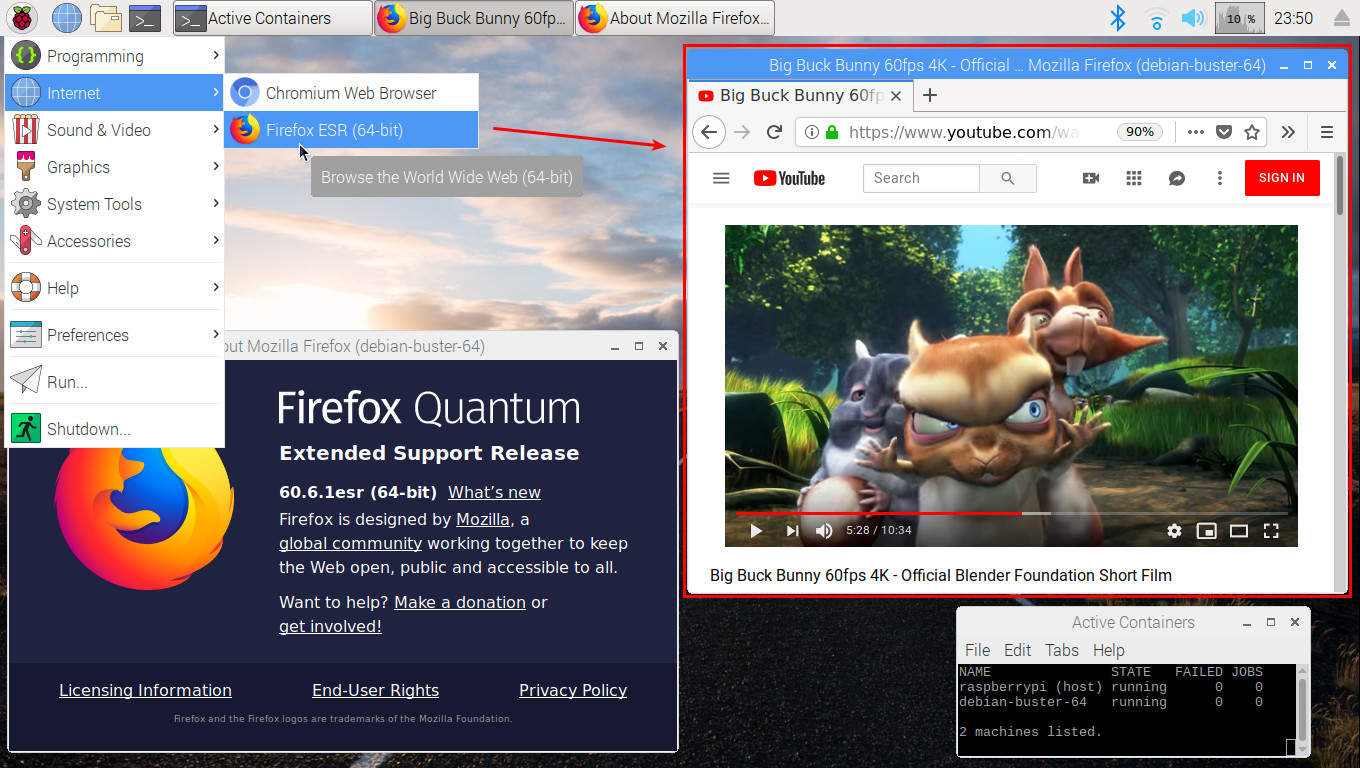 Active Containers
Big Buck Bunny 60fp...
About Mozilla Firefox...
10 %
23:50
Programming
Internet
Sound & Video
Graphics
System Tools
Accessories
Help
Preferences
Run...
Shutdown...
Chromium Web Browser
Firefox ESR (64-bit)
Browse the World Wide Web (64-bit)
Big Buck Bunny 60fps 4K - Official ... Mozilla Firefox (debian-buster-64)
Big Buck Bunny 60fp
https://www.youtube.com/wa
90%
YouTube
Search
SIGN IN
5:28 / 10:34
Big Buck Bunny 60fps 4K - Official Blender Foundation Short Film
out Mozilla Firefox (debian-buster-64)
Firefox Quantum
Extended Support Release
60.6.1esr (64-bit) What's new
Firefox is designed by Mozilla, a
global community working together to keep
the Web open, public and accessible to all.
Want to help? Make a donation or
get involved!
Licensing Information End-User Rights Privacy Policy
Firefox and the Firefox logos are trademarks of the Mozilla Foundation.
Active Containers
File Edit Tabs Help
NAME STATE FAILED JOBS
raspberrypi (host) running 0 0
debian-buster-64 running 0 0
2 machines listed.